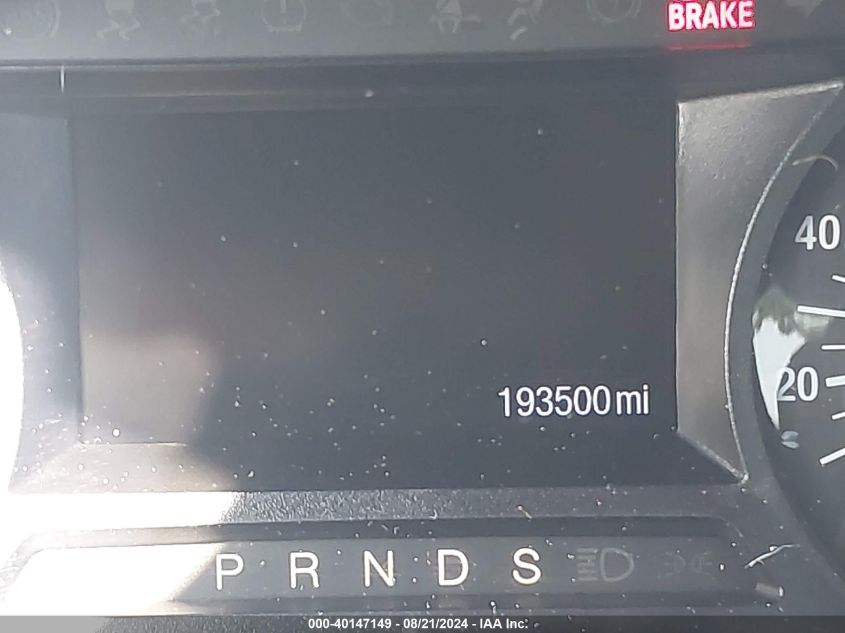 BRAKE
40
193500 mi
20
P R N D S
000-40147149 - 08/21/2024 - IAA Inc.